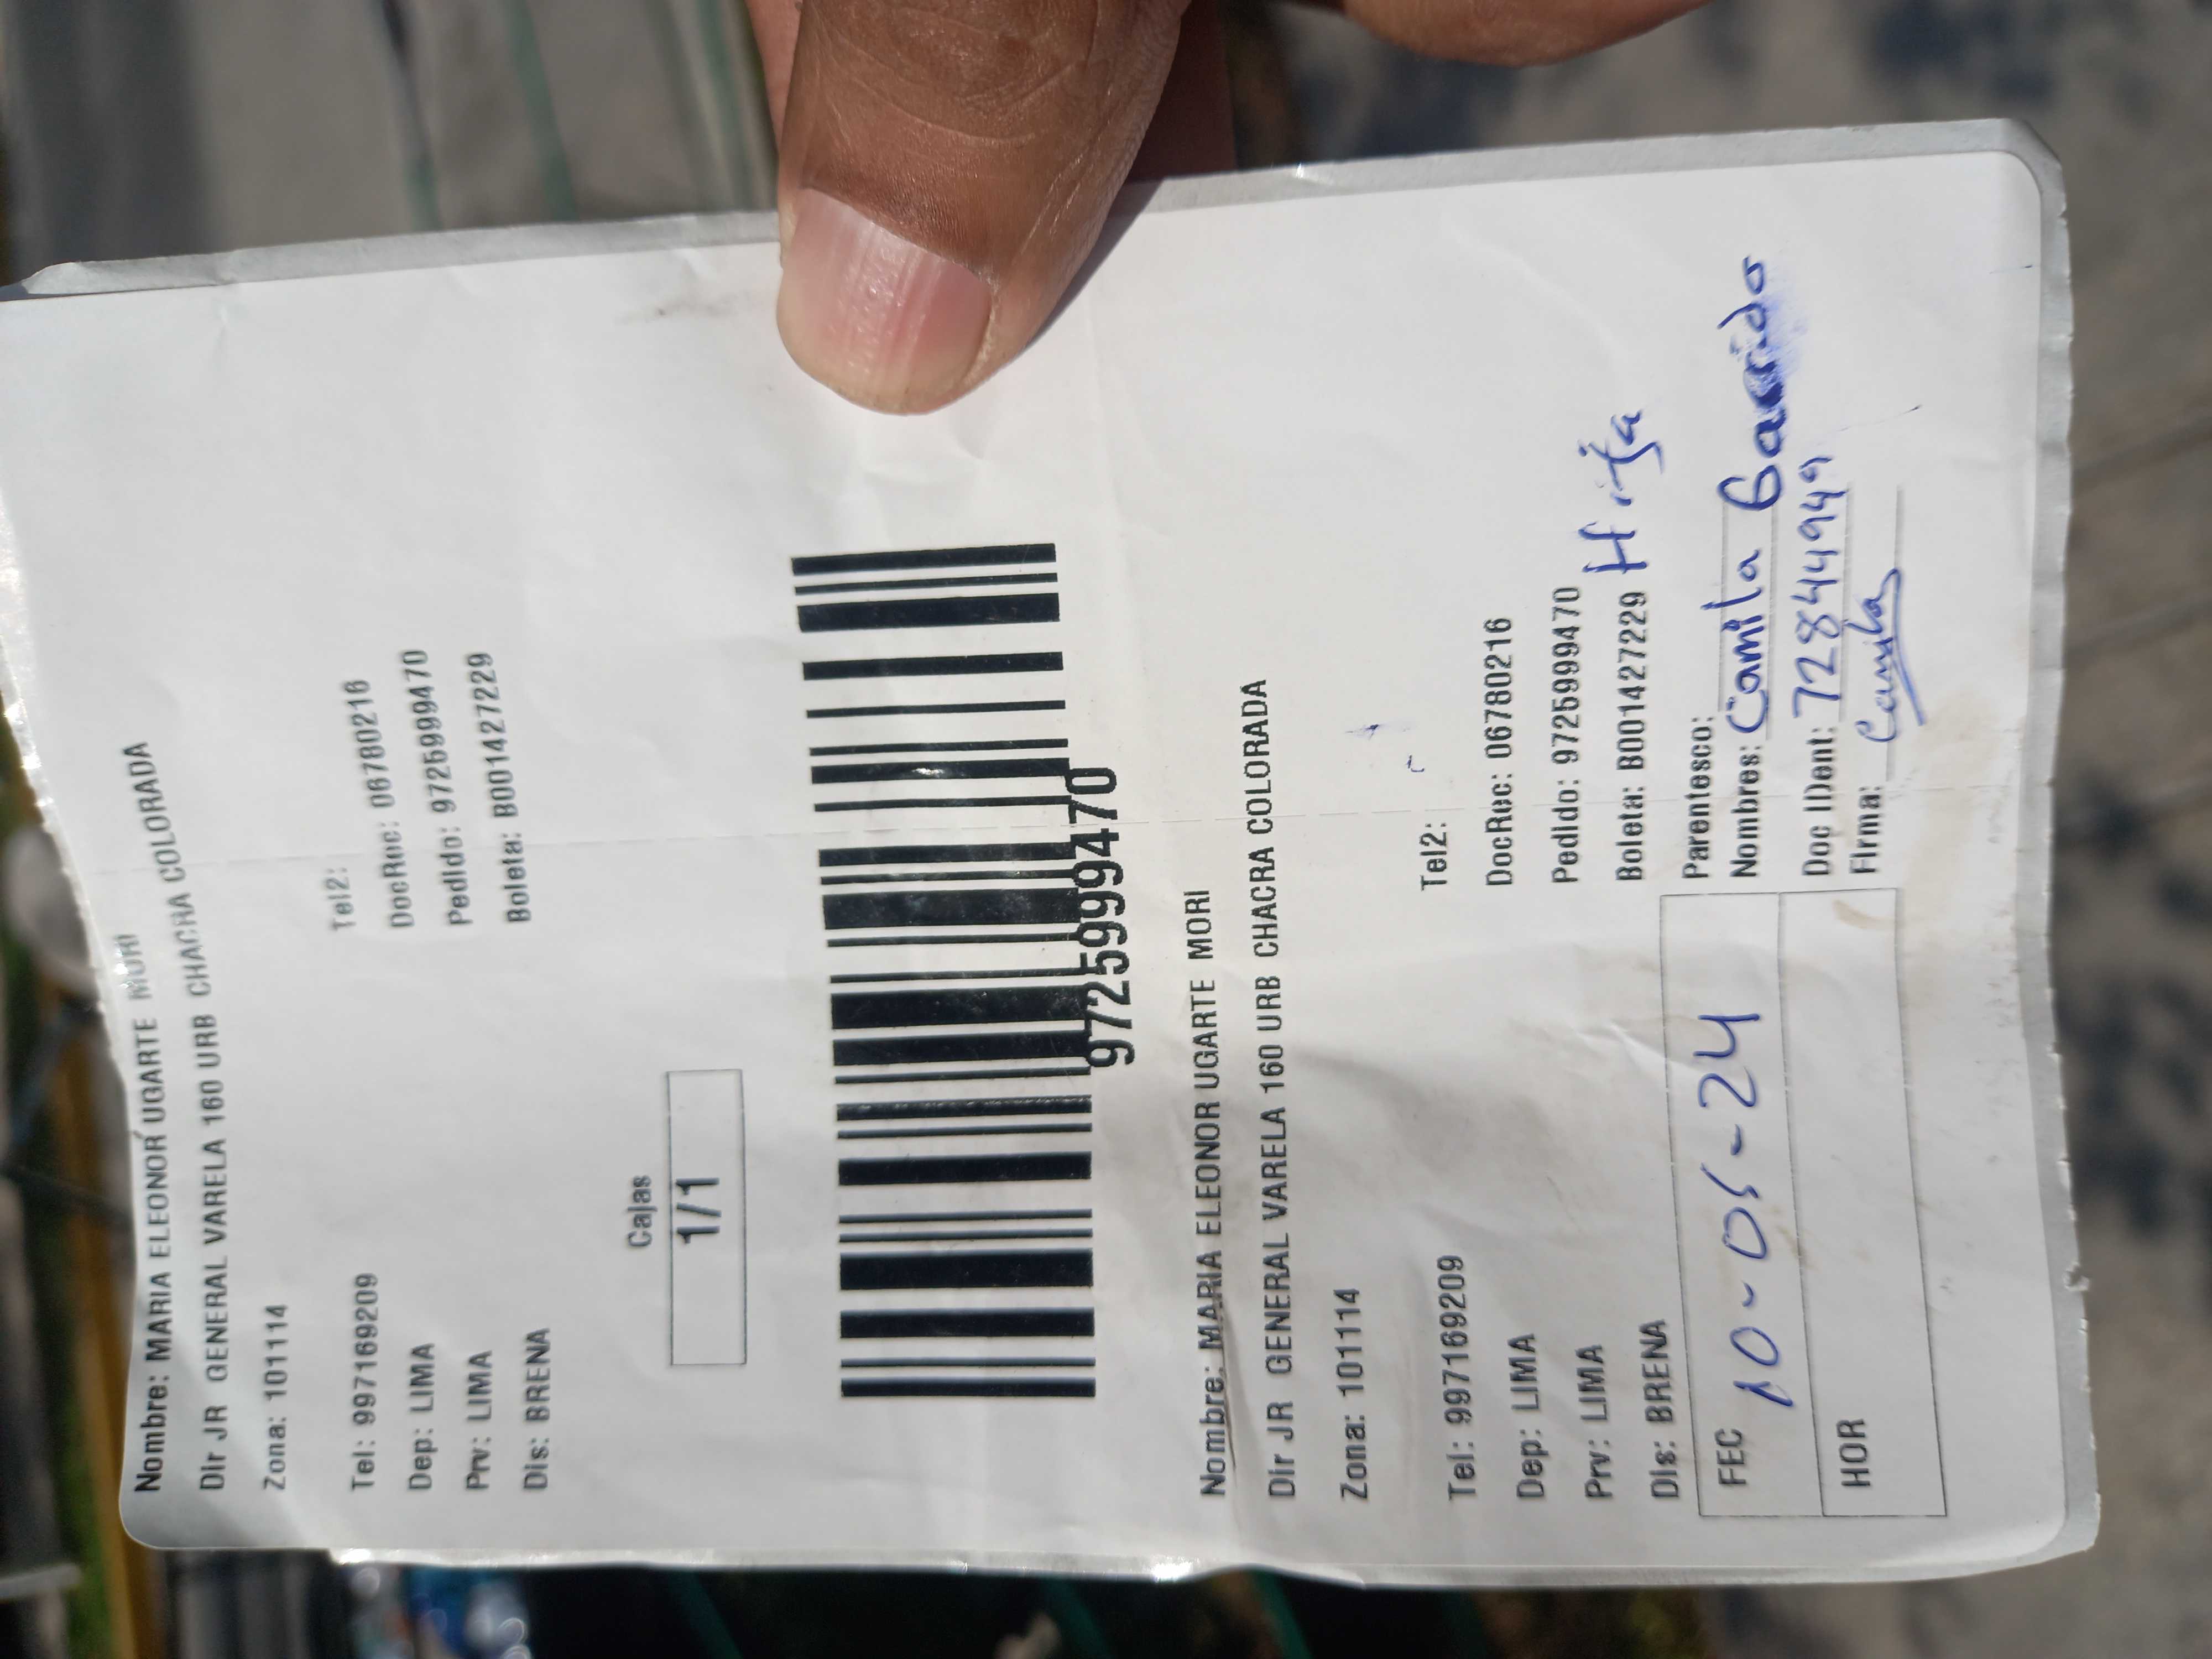 Nombre: MARIA ELEONOR UGARTE MORI
Dir JR GENERAL VARELA 160 URB CHACRA COLORADA
Zona: 101114
Tel: 997169209 Tel2:
Dep: LIMA DocRuc: 06780216
Prv: LIMA Pedido: 9725999470
Dis: BRENA Boleta: B001427229
Cajas
1/1
9725999470
Nombre: MARIA ELEONOR UGARTE MORI
Dir JR GENERAL VARELA 160 URB CHACRA COLORADA
Zona: 101114
Tel: 997169209 Tel2:
Dep: LIMA DocRuc: 06780216
Prv: LIMA Pedido: 9725999470
Dis: BRENA Boleta: B001427229
Parentesco: Hija
FEC 10-05-24 Nombres: Camila
Doc IDent: 72844949
HOR Firma: Camila